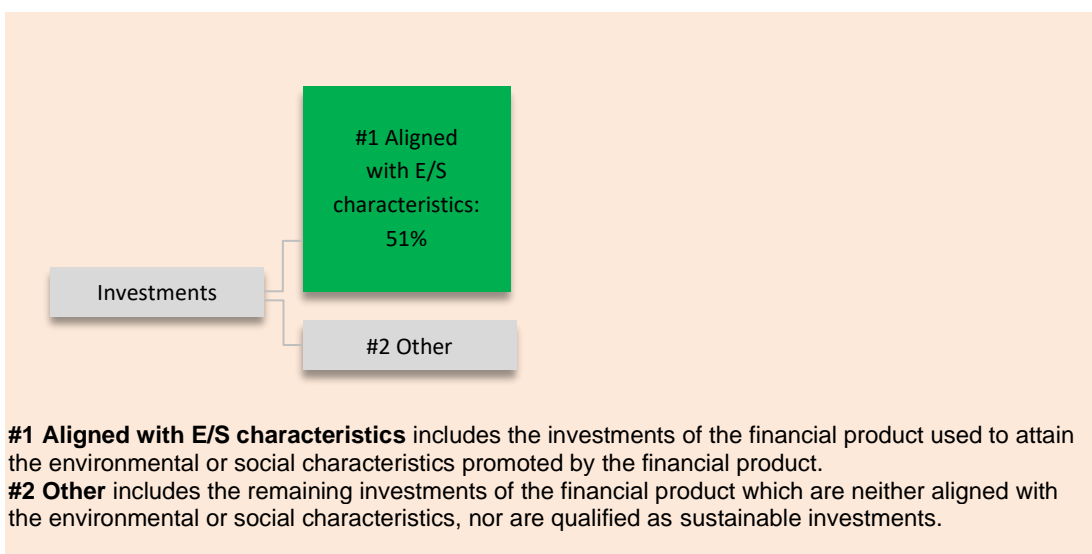 #1 Aligned
with E/S
characteristics:
51%
Investments
#2 Other
#1 Aligned with E/S characteristics includes the investments of the financial product used to attain
the environmental or social characteristics promoted by the financial product.
#2 Other includes the remaining investments of the financial product which are neither aligned with
the environmental or social characteristics, nor are qualified as sustainable investments.